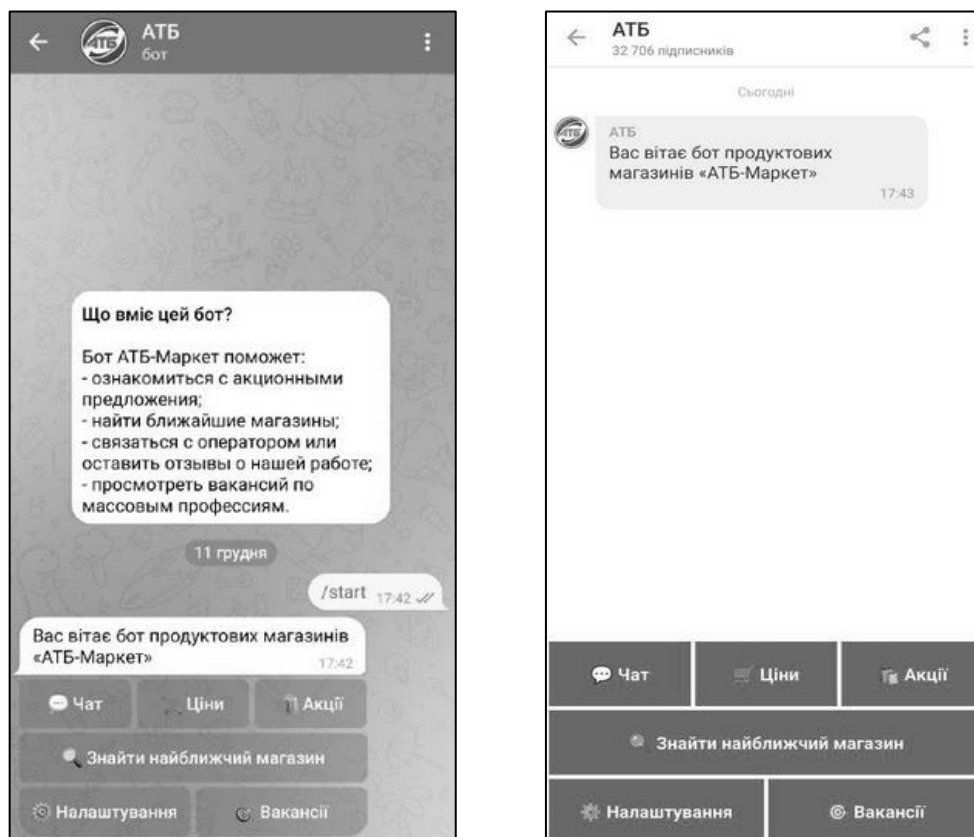 АТБ
бот
АТБ
Що вміє цей бот?
Бот АТБ-Маркет поможет:
- ознакомиться с акционными
предложения;
- найти ближайшие магазины;
- связаться с оператором или
оставить отзывы о нашей работе;
- просмотреть вакансий по
массовым профессиям.
11 грудня
/start 17:42
Вас вітає бот продуктових магазинів
«АТБ-Маркет»
17:42
Чат Ціни Акції
Знайти найближчий магазин
Налаштування Вакансії
АТБ
32 706 підписників
Сьогодні
АТБ
АТБ
Вас вітає бот продуктових
магазинів «АТБ-Маркет»
17:43
Чат Ціни Акції
Знайти найближчий магазин
Налаштування Вакансії